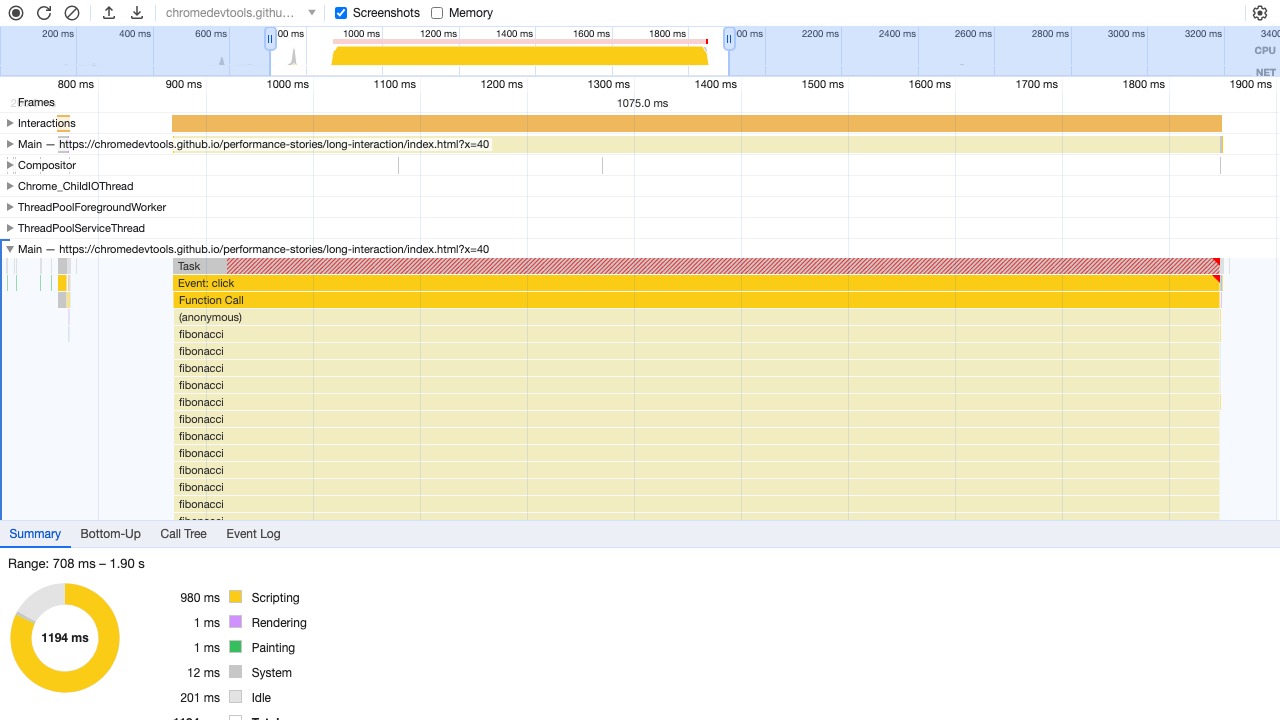 chromedevtools.githu… Screenshots Memory
200 ms 400 ms 600 ms 00 ms 1000 ms 1200 ms 1400 ms 1600 ms 1800 ms 00 ms 2200 ms 2400 ms 2600 ms 2800 ms 3000 ms 3200 ms 3400
CPU
NET
800 ms 900 ms 1000 ms 1100 ms 1200 ms 1300 ms 1400 ms 1500 ms 1600 ms 1700 ms 1800 ms 1900 ms
Frames 1075.0 ms
Interactions
Main — https://chromedevtools.github.io/performance-stories/long-interaction/index.html?x=40
Compositor
Chrome_ChildIOThread
ThreadPoolForegroundWorker
ThreadPoolServiceThread
Main — https://chromedevtools.github.io/performance-stories/long-interaction/index.html?x=40
Task
Event: click
Function Call
(anonymous)
fibonacci
fibonacci
fibonacci
fibonacci
fibonacci
fibonacci
fibonacci
fibonacci
fibonacci
fibonacci
fibonacci
fibonacci
Summary Bottom-Up Call Tree Event Log
Range: 708 ms – 1.90 s
1194 ms
980 ms Scripting
1 ms Rendering
1 ms Painting
12 ms System
201 ms Idle